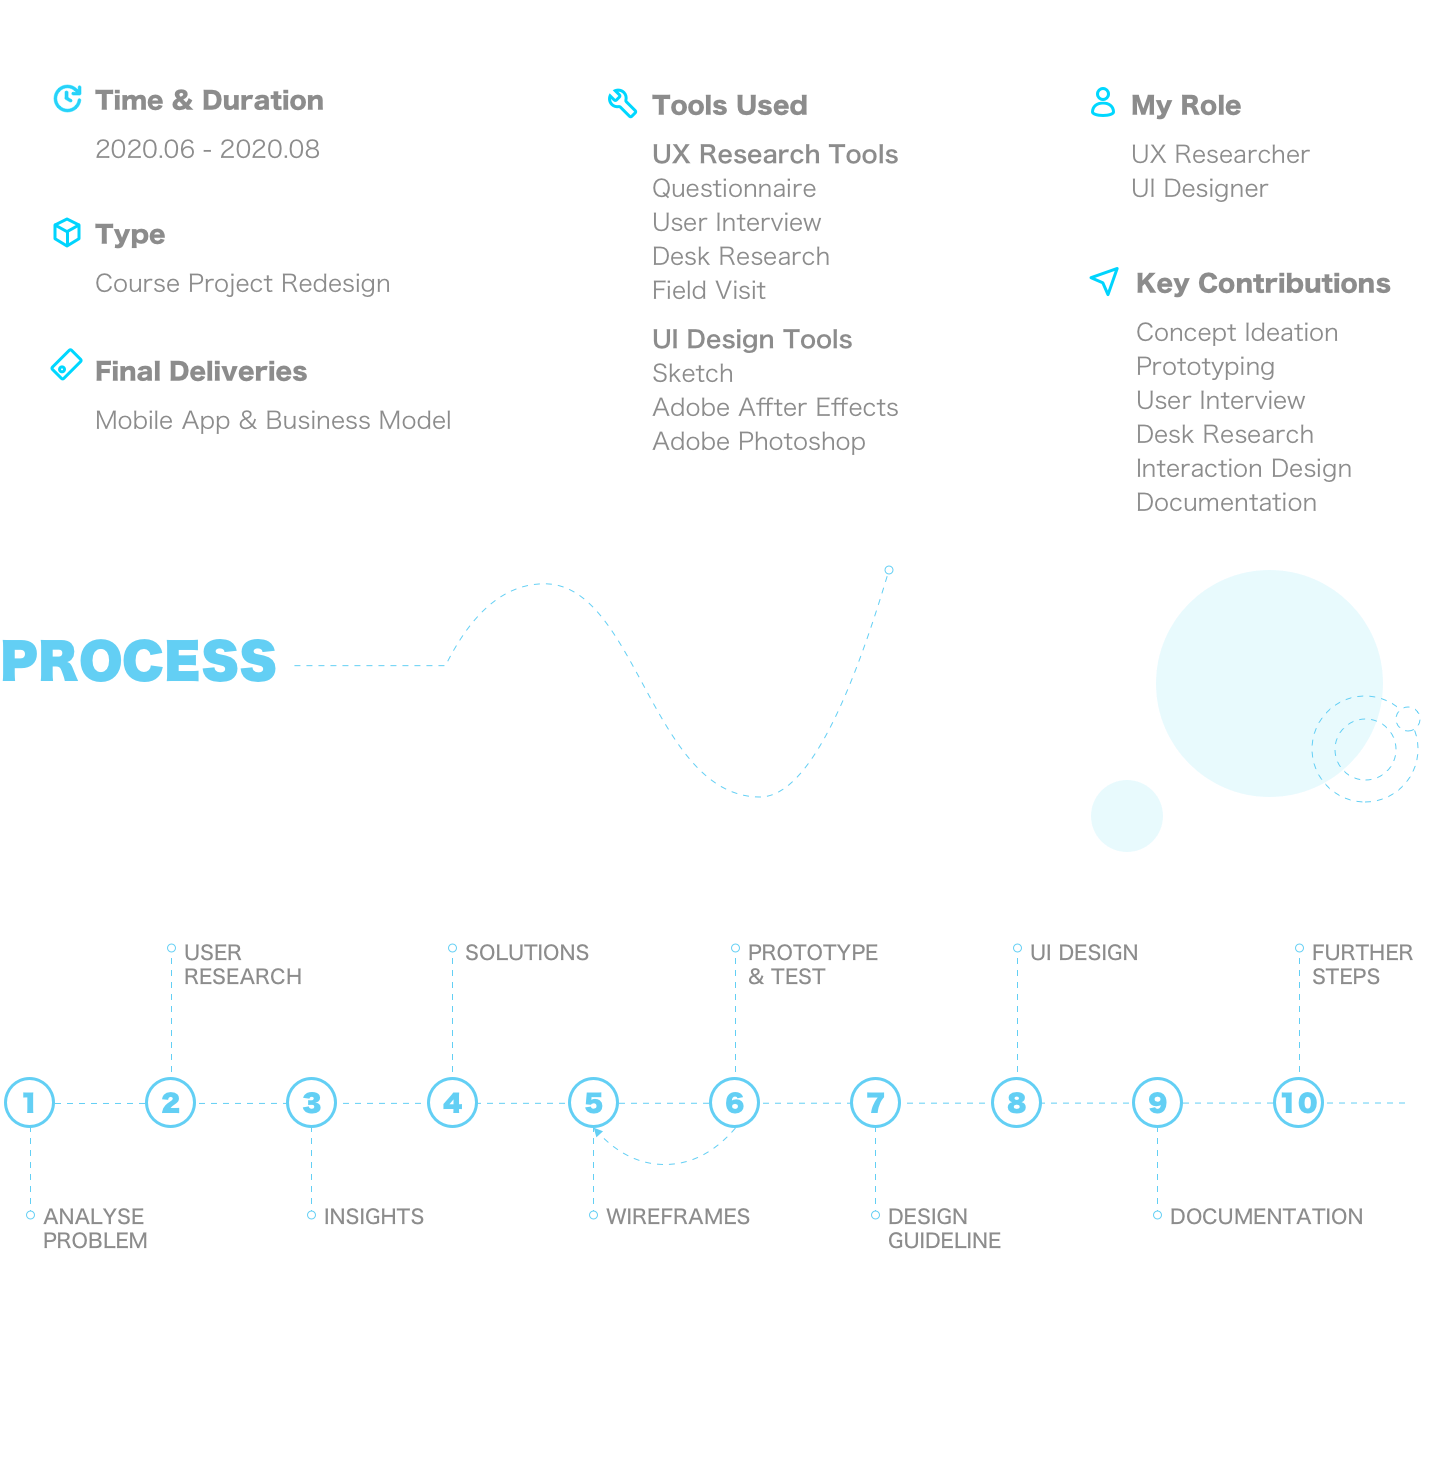 Time & Duration
2020.06 - 2020.08
Type
Course Project Redesign
Final Deliveries
Mobile App & Business Model
Tools Used
UX Research Tools
Questionnaire
User Interview
Desk Research
Field Visit
UI Design Tools
Sketch
Adobe Affter Effects
Adobe Photoshop
My Role
UX Researcher
UI Designer
Key Contributions
Concept Ideation
Prototyping
User Interview
Desk Research
Interaction Design
Documentation
PROCESS
USER
RESEARCH
SOLUTIONS
PROTOTYPE
& TEST
UI DESIGN
FURTHER
STEPS
1 2 3 4 5 6 7 8 9 10
ANALYSE
PROBLEM
INSIGHTS
WIREFRAMES
DESIGN
GUIDELINE
DOCUMENTATION